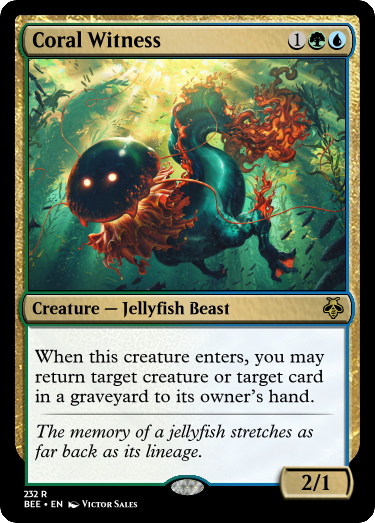 Coral Witness 1
Creature — Jellyfish Beast
When this creature enters, you may
return target creature or target card
in a graveyard to its owner's hand.
The memory of a jellyfish stretches as
far back as its lineage.
2/1
232 R
BEE • EN Victor Sales